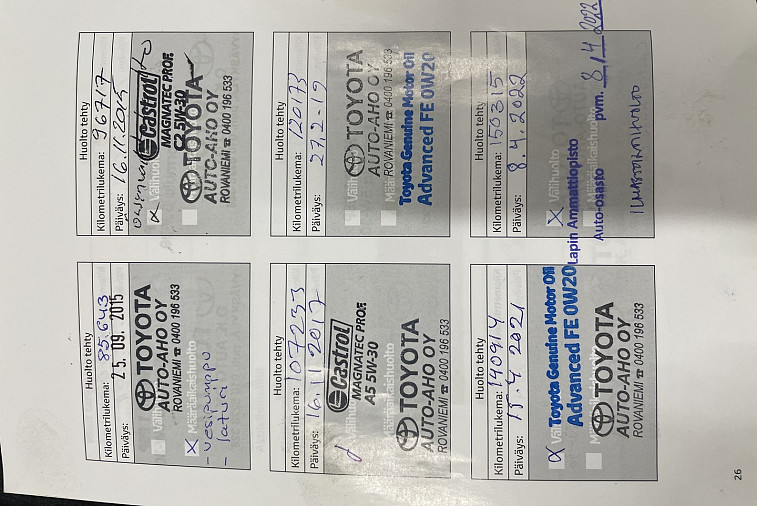 Huolto tehty
Kilometrilukema: 85.643
Päiväys: 25. 09. 2015
TOYOTA
AUTO-AHO OY
ROVANIEMI ☎ 0400 196 533
X Määräaikaishuolto
- vesipumppu
- laturi
Huolto tehty
Kilometrilukema: 96717
Päiväys: 16.11.2015
Castrol
MAGNATEC PROF.
C2 5W-30
TOYOTA
AUTO-AHO OY
ROVANIEMI ☎ 0400 196 533
Huolto tehty
Kilometrilukema: 107233
Päiväys: 16.11 2017
Castrol
MAGNATEC PROF.
A5 5W-30
TOYOTA
AUTO-AHO OY
ROVANIEMI ☎ 0400 196 533
Huolto tehty
Kilometrilukema: 120173
Päiväys: 27.2-19
TOYOTA
AUTO-AHO OY
ROVANIEMI ☎ 0400 196 533
Toyota Genuine Motor Oil
Advanced FE 0W20
Huolto tehty
Kilometrilukema: 140914
Päiväys: 15.4 2021
Toyota Genuine Motor Oil
Advanced FE 0W20
TOYOTA
AUTO-AHO OY
ROVANIEMI ☎ 0400 196 533
Huolto tehty
Kilometrilukema: 150315
Päiväys: 8.4.2022
X Välihuolto
Lapin Ammattiopisto
Auto-osasto pvm. 8/4 2022
26